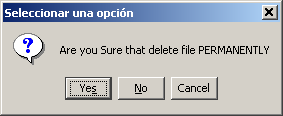 Seleccionar una opción
Are you Sure that delete file PERMANENTLY
Yes
No
Cancel